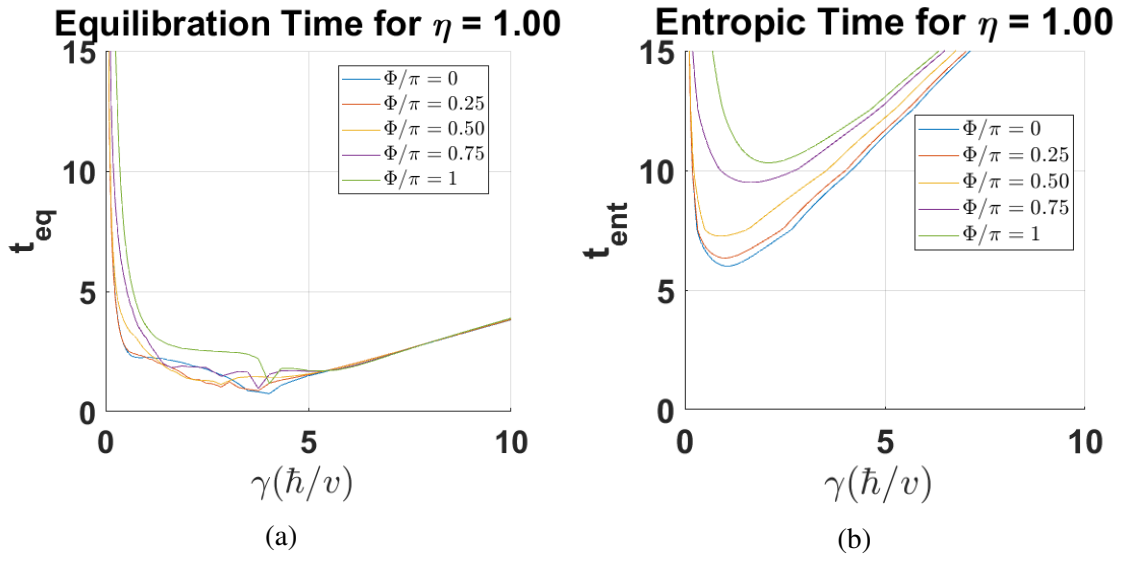 Equilibration Time for η = 1.00
15
10
5
0
0
5
10
t_eq
γ(ħ/v)
Φ/π = 0
Φ/π = 0.25
Φ/π = 0.50
Φ/π = 0.75
Φ/π = 1
(a)
Entropic Time for η = 1.00
15
10
5
0
0
5
10
t_ent
γ(ħ/v)
Φ/π = 0
Φ/π = 0.25
Φ/π = 0.50
Φ/π = 0.75
Φ/π = 1
(b)